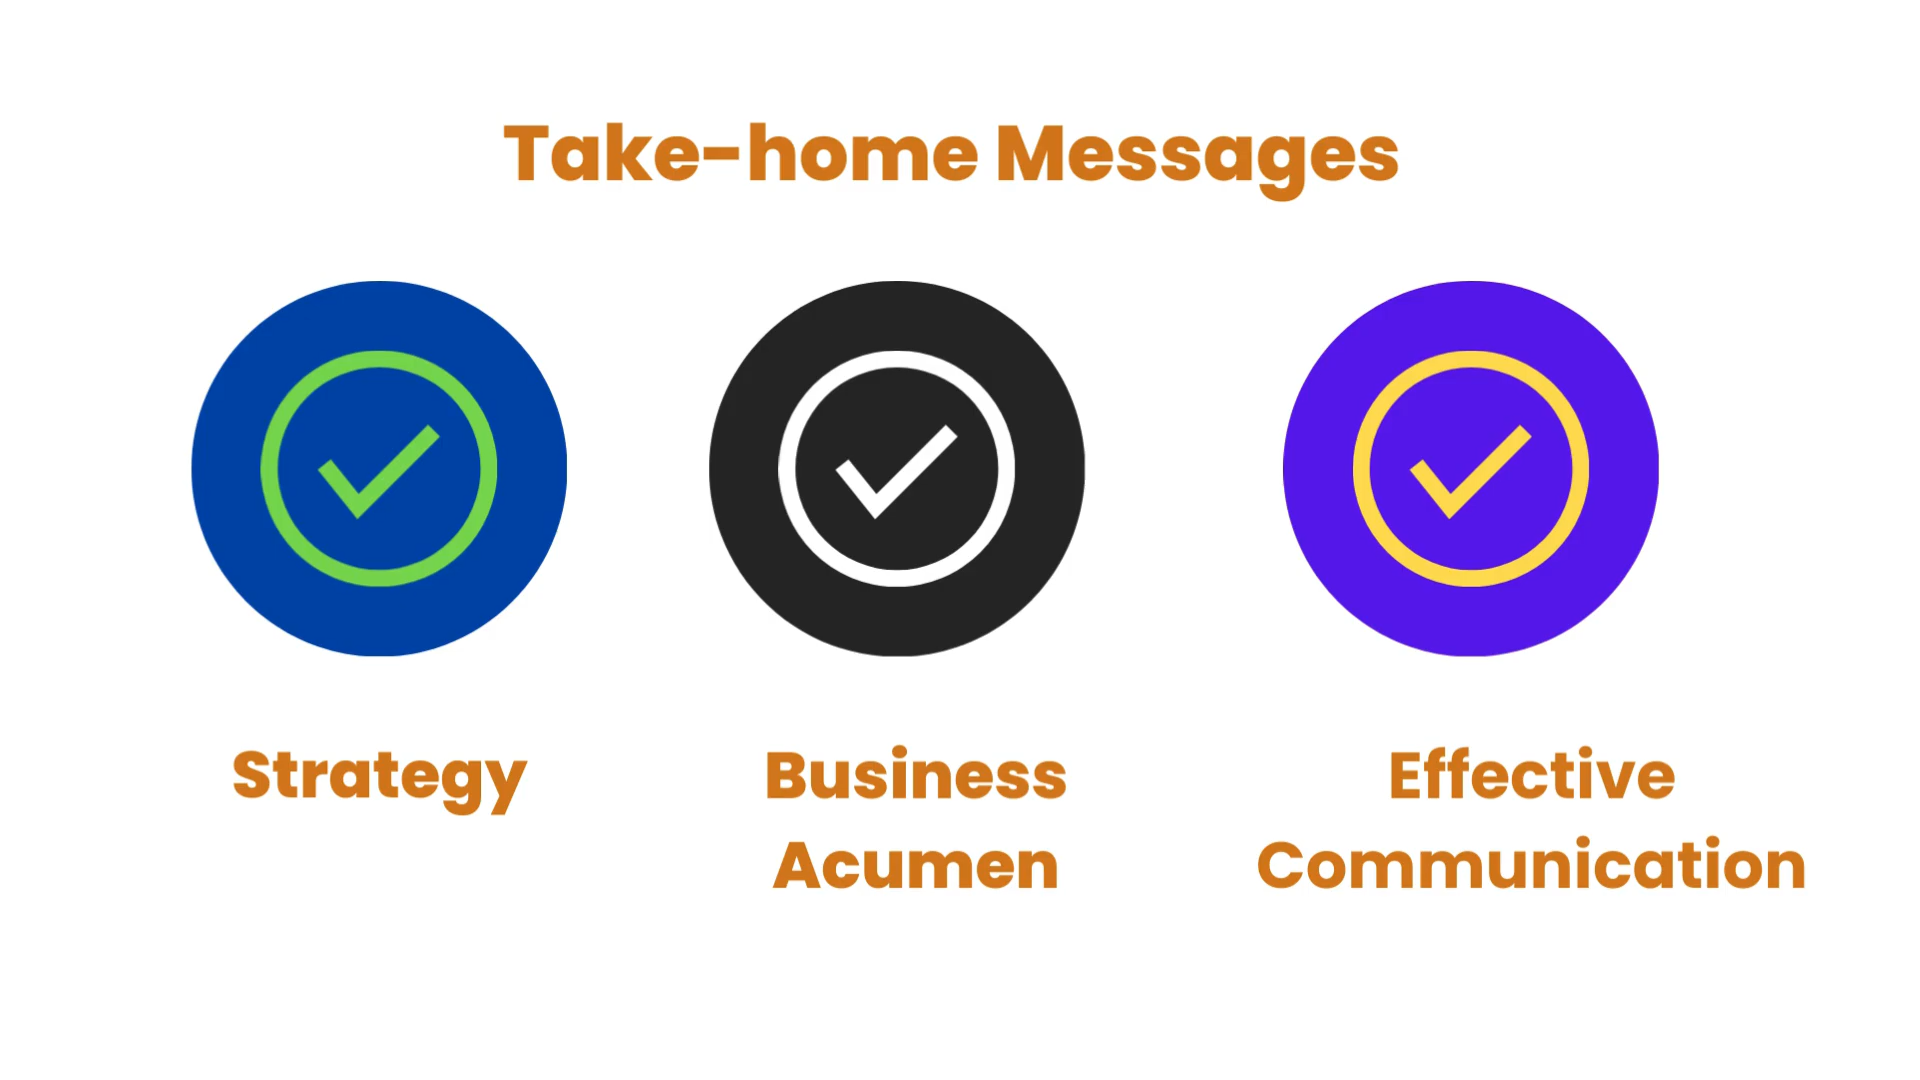 Take-home Messages
Strategy
Business
Acumen
Effective
Communication